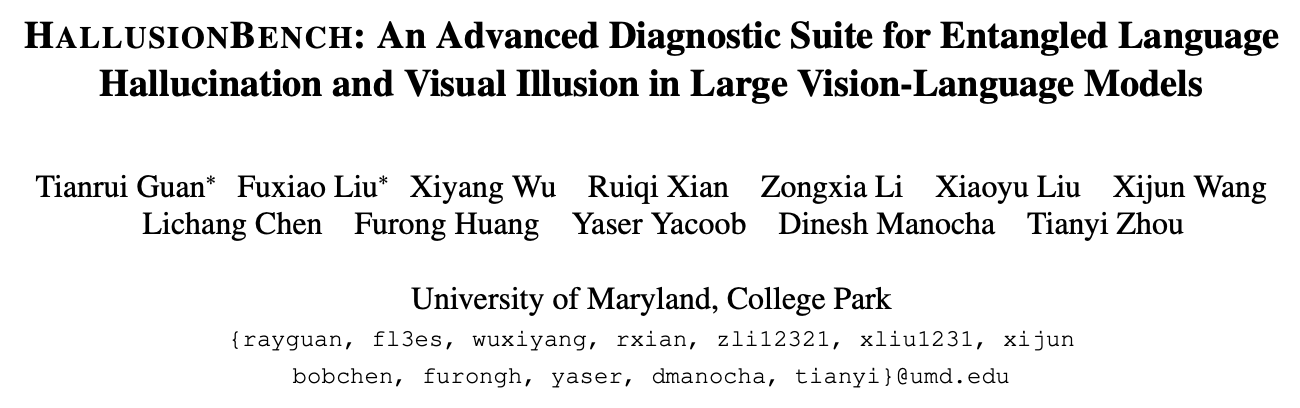 HALLUSIONBENCH: An Advanced Diagnostic Suite for Entangled Language
Hallucination and Visual Illusion in Large Vision-Language Models
Tianrui Guan* Fuxiao Liu* Xiyang Wu Ruiqi Xian Zongxia Li Xiaoyu Liu Xijun Wang
Lichang Chen Furong Huang Yaser Yacoob Dinesh Manocha Tianyi Zhou
University of Maryland, College Park
{rayguan, fl3es, wuxiyang, rxian, zli12321, xliu1231, xijun
bobchen, furongh, yaser, dmanocha, tianyi}@umd.edu